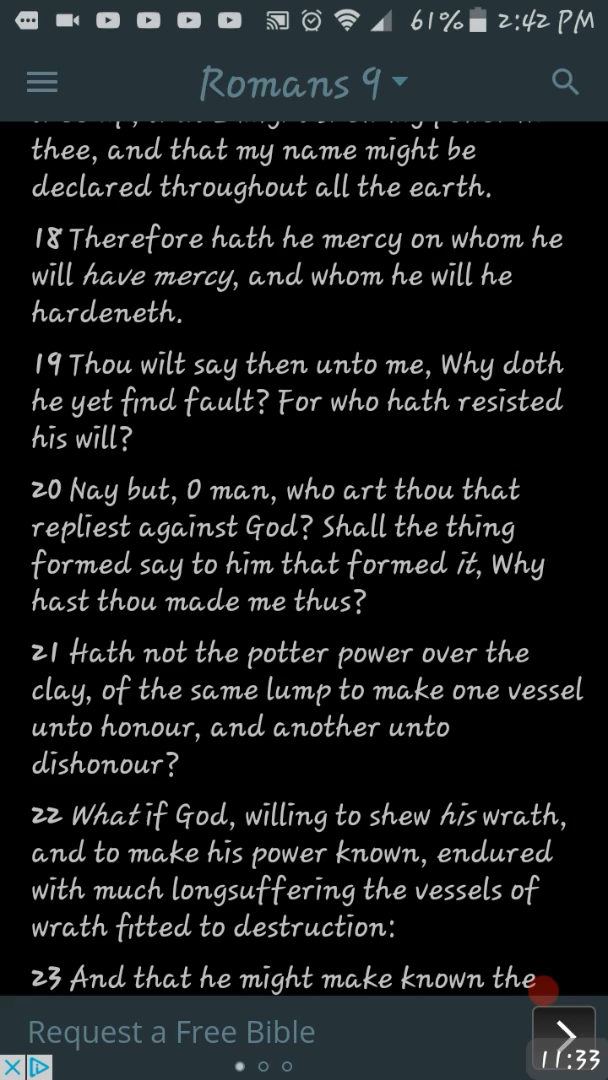 61% 2:42 PM
Romans 9
thee, and that my name might be
declared throughout all the earth.
18 Therefore hath he mercy on whom he
will have mercy, and whom he will he
hardeneth.
19 Thou wilt say then unto me, Why doth
he yet find fault? For who hath resisted
his will?
20 Nay but, O man, who art thou that
repliest against God? Shall the thing
formed say to him that formed it, Why
hast thou made me thus?
21 Hath not the potter power over the
clay, of the same lump to make one vessel
unto honour, and another unto
dishonour?
22 What if God, willing to shew his wrath,
and to make his power known, endured
with much longsuffering the vessels of
wrath fitted to destruction:
23 And that he might make known the
Request a Free Bible
11:33